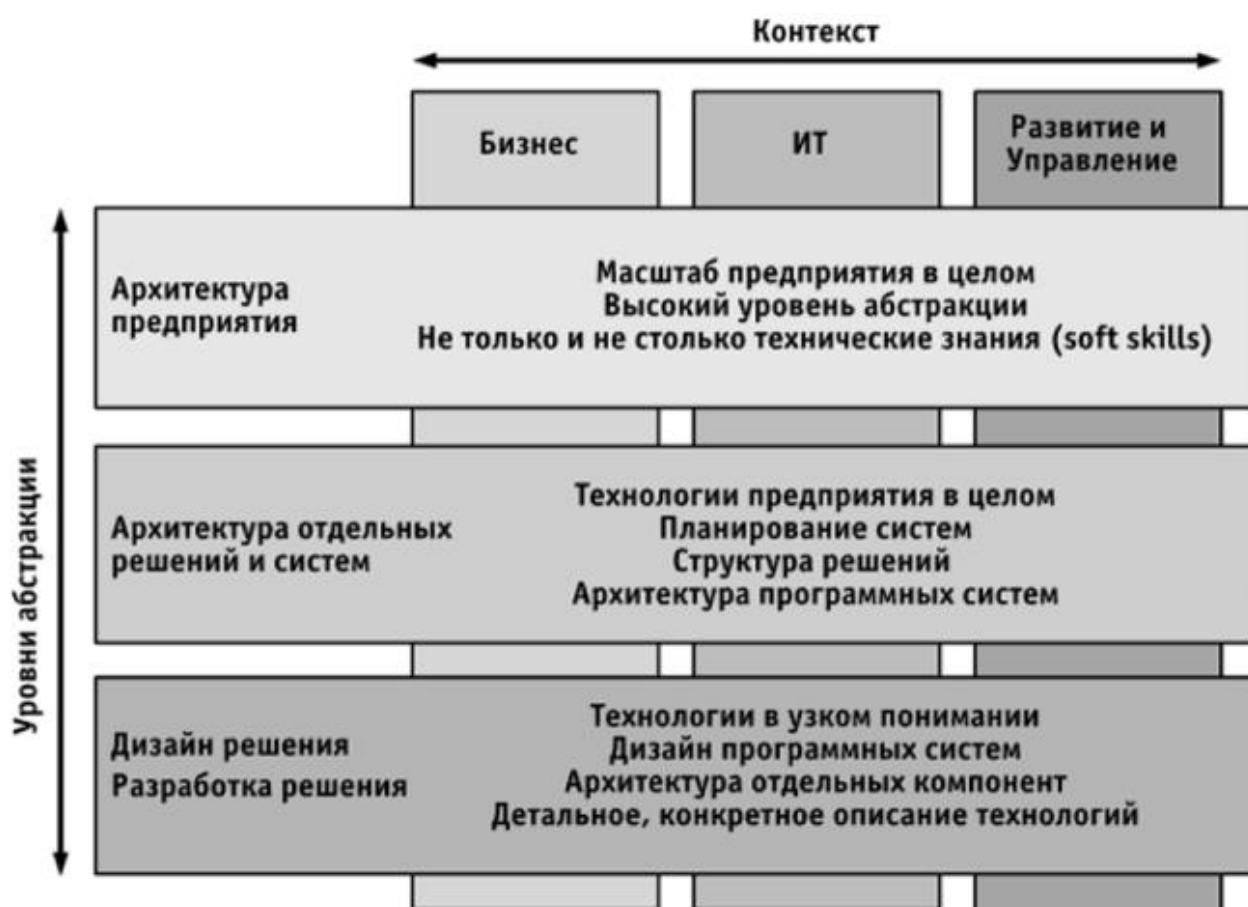 Контекст
Бизнес
ИТ
Развитие и
Управление
Уровни абстракции
Архитектура
предприятия
Масштаб предприятия в целом
Высокий уровень абстракции
Не только и не столько технические знания (soft skills)
Архитектура отдельных
решений и систем
Технологии предприятия в целом
Планирование систем
Структура решений
Архитектура программных систем
Дизайн решения
Разработка решения
Технологии в узком понимании
Дизайн программных систем
Архитектура отдельных компонент
Детальное, конкретное описание технологий